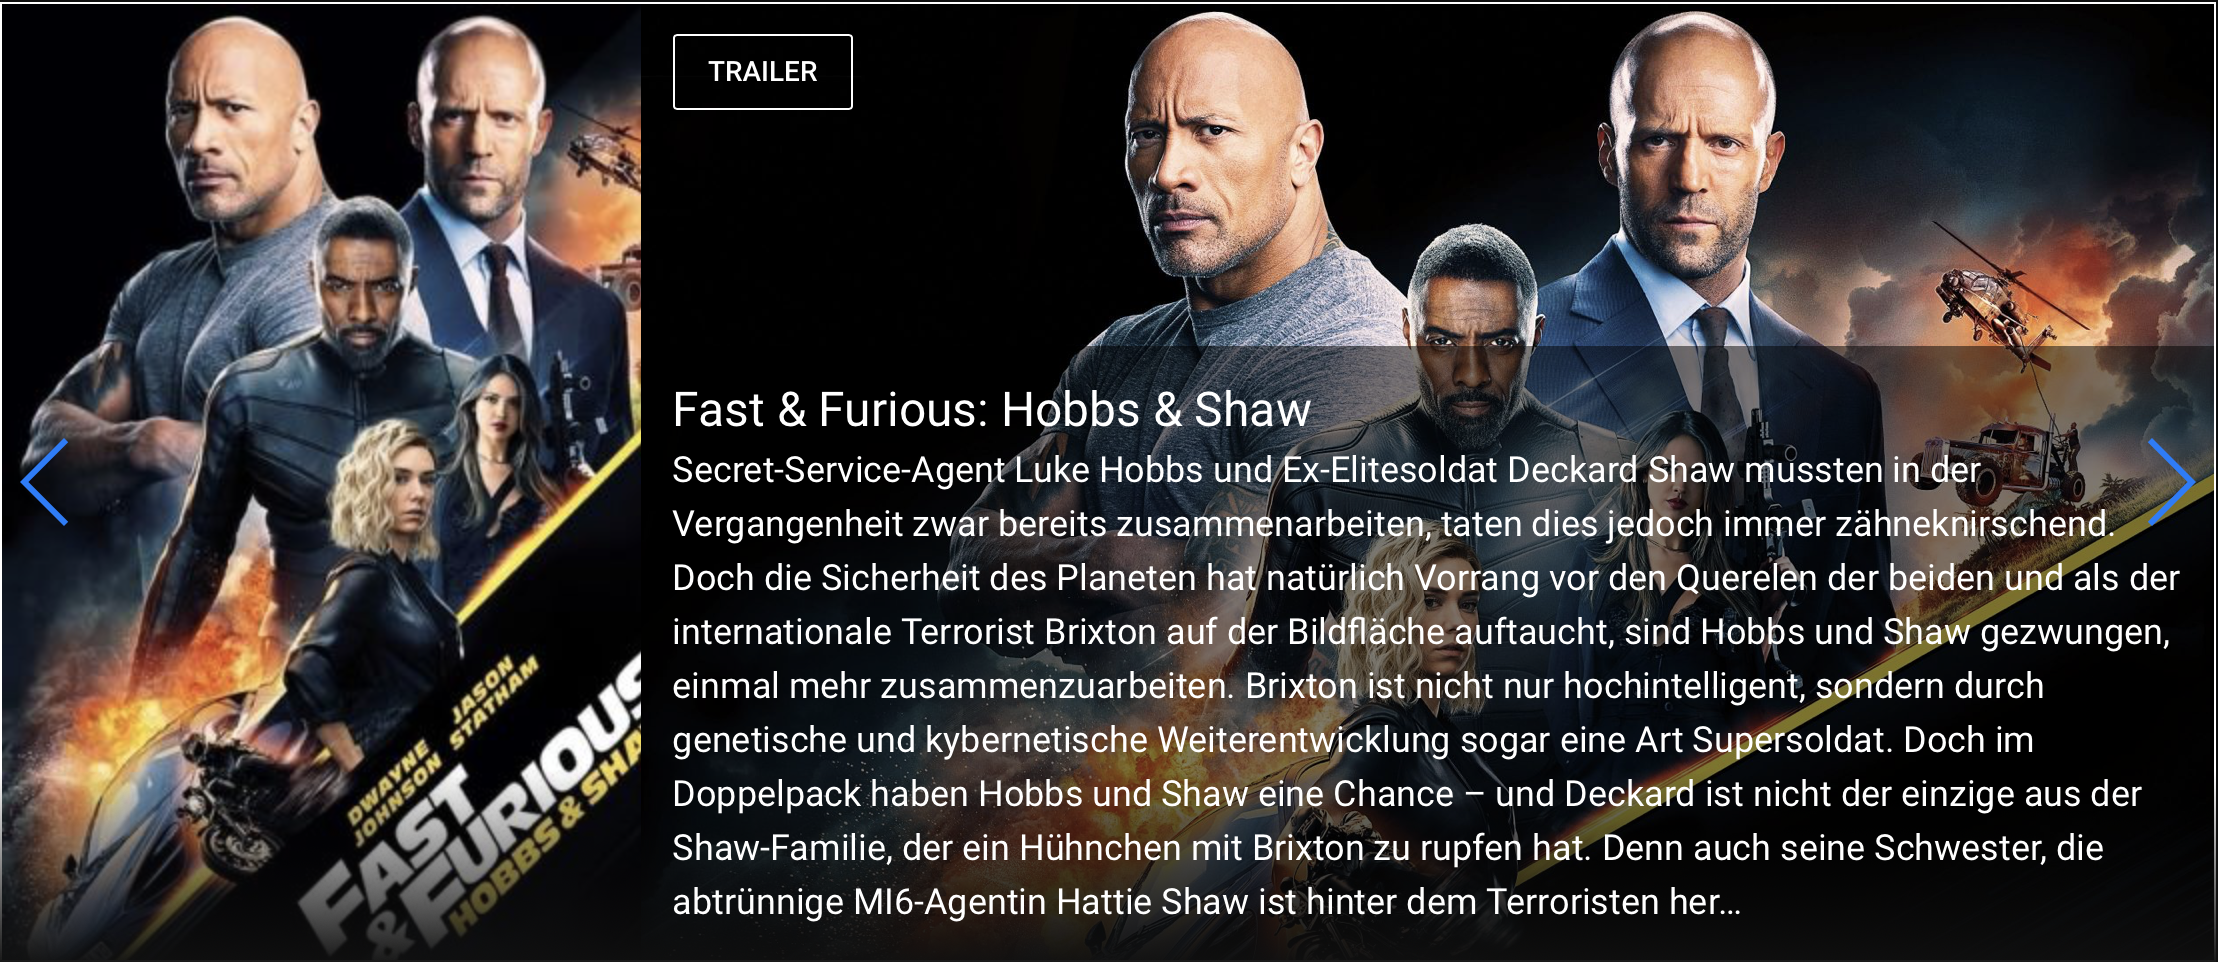 TRAILER
Fast & Furious: Hobbs & Shaw
Secret-Service-Agent Luke Hobbs und Ex-Elitesoldat Deckard Shaw mussten in der
Vergangenheit zwar bereits zusammenarbeiten, taten dies jedoch immer zähneknirschend.
Doch die Sicherheit des Planeten hat natürlich Vorrang vor den Querelen der beiden und als der
internationale Terrorist Brixton auf der Bildfläche auftaucht, sind Hobbs und Shaw gezwungen,
einmal mehr zusammenzuarbeiten. Brixton ist nicht nur hochintelligent, sondern durch
genetische und kybernetische Weiterentwicklung sogar eine Art Supersoldat. Doch im
Doppelpack haben Hobbs und Shaw eine Chance – und Deckard ist nicht der einzige aus der
Shaw-Familie, der ein Hühnchen mit Brixton zu rupfen hat. Denn auch seine Schwester, die
abtrünnige MI6-Agentin Hattie Shaw ist hinter dem Terroristen her...
DWAYNE
JOHNSON
JASON
STATHAM
FAST
& FURIOUS
HOBBS & SHA